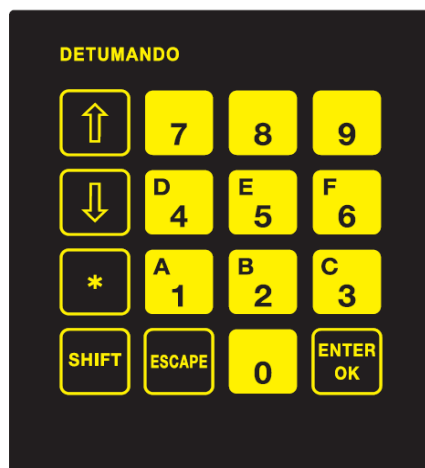 DETUMANDO
7 8 9
D E F
4 5 6
A B C
* 1 2 3
SHIFT ESCAPE 0 ENTER
OK